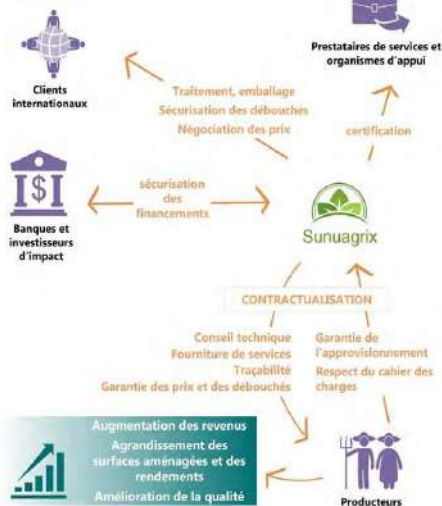 Clients
internationaux
Prestataires de services et
organismes d'appui
Traitement, emballage
Sécurisation des débouchés
Négociation des prix
certification
Banques et
investisseurs
d'impact
sécurisation
des
financements
Sunuagrix
CONTRACTUALISATION
Conseil technique
Fourniture de services
Traçabilité
Garantie des prix et des débouchés
Garantie de
l'approvisionnement
Respect du cahier des
charges
Augmentation des revenus
Agrandissement des
surfaces aménagées et des
rendements
Amélioration de la qualité
Producteurs